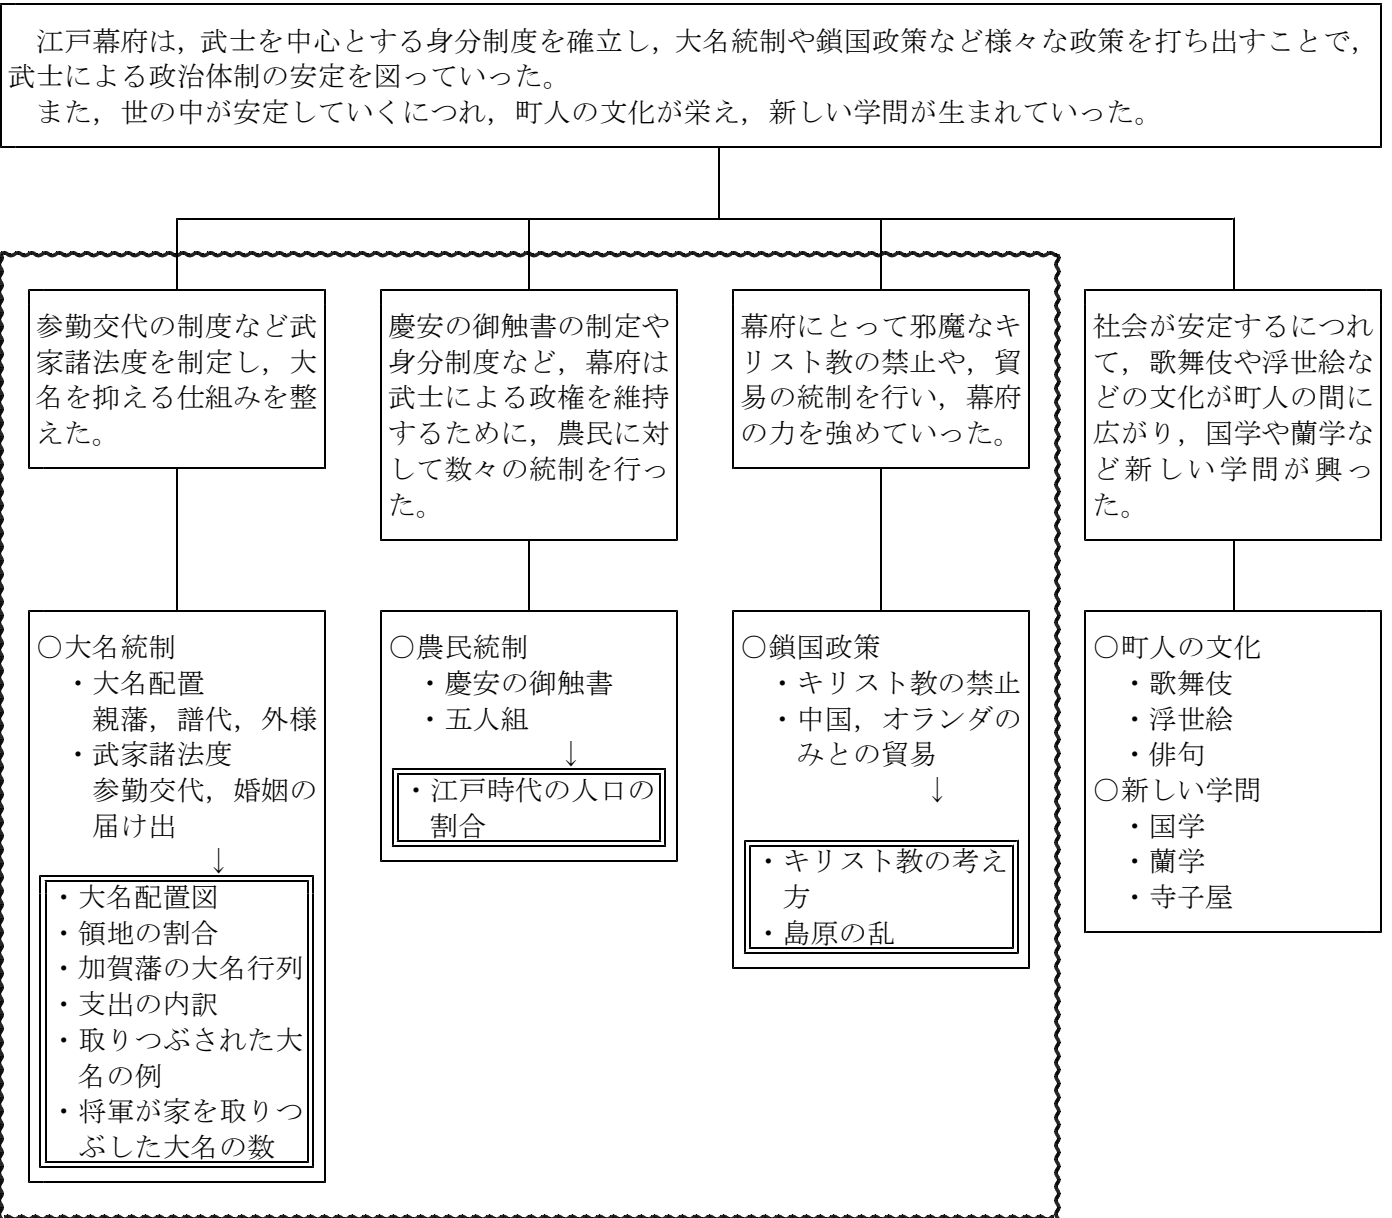 江戸幕府は，武士を中心とする身分制度を確立し，大名統制や鎖国政策など様々な政策を打ち出すことで，
武士による政治体制の安定を図っていった。
また，世の中が安定していくにつれ，町人の文化が栄え，新しい学問が生まれていった。
参勤交代の制度など武
家諸法度を制定し，大
名を抑える仕組みを整
えた。
慶安の御触書の制定や
身分制度など，幕府は
武士による政権を維持
するために，農民に対
して数々の統制を行っ
た。
幕府にとって邪魔なキ
リスト教の禁止や，貿
易の統制を行い，幕府
の力を強めていった。
社会が安定するにつれ
て，歌舞伎や浮世絵な
どの文化が町人の間に
広がり，国学や蘭学な
ど新しい学問が興っ
た。
○大名統制
・大名配置
親藩，譜代，外様
・武家諸法度
参勤交代，婚姻の
届け出
↓
・大名配置図
・領地の割合
・加賀藩の大名行列
・支出の内訳
・取りつぶされた大
名の例
・将軍が家を取りつ
ぶした大名の数
○農民統制
・慶安の御触書
・五人組
↓
・江戸時代の人口の
割合
○鎖国政策
・キリスト教の禁止
・中国，オランダの
みとの貿易
↓
・キリスト教の考え
方
・島原の乱
○町人の文化
・歌舞伎
・浮世絵
・俳句
○新しい学問
・国学
・蘭学
・寺子屋